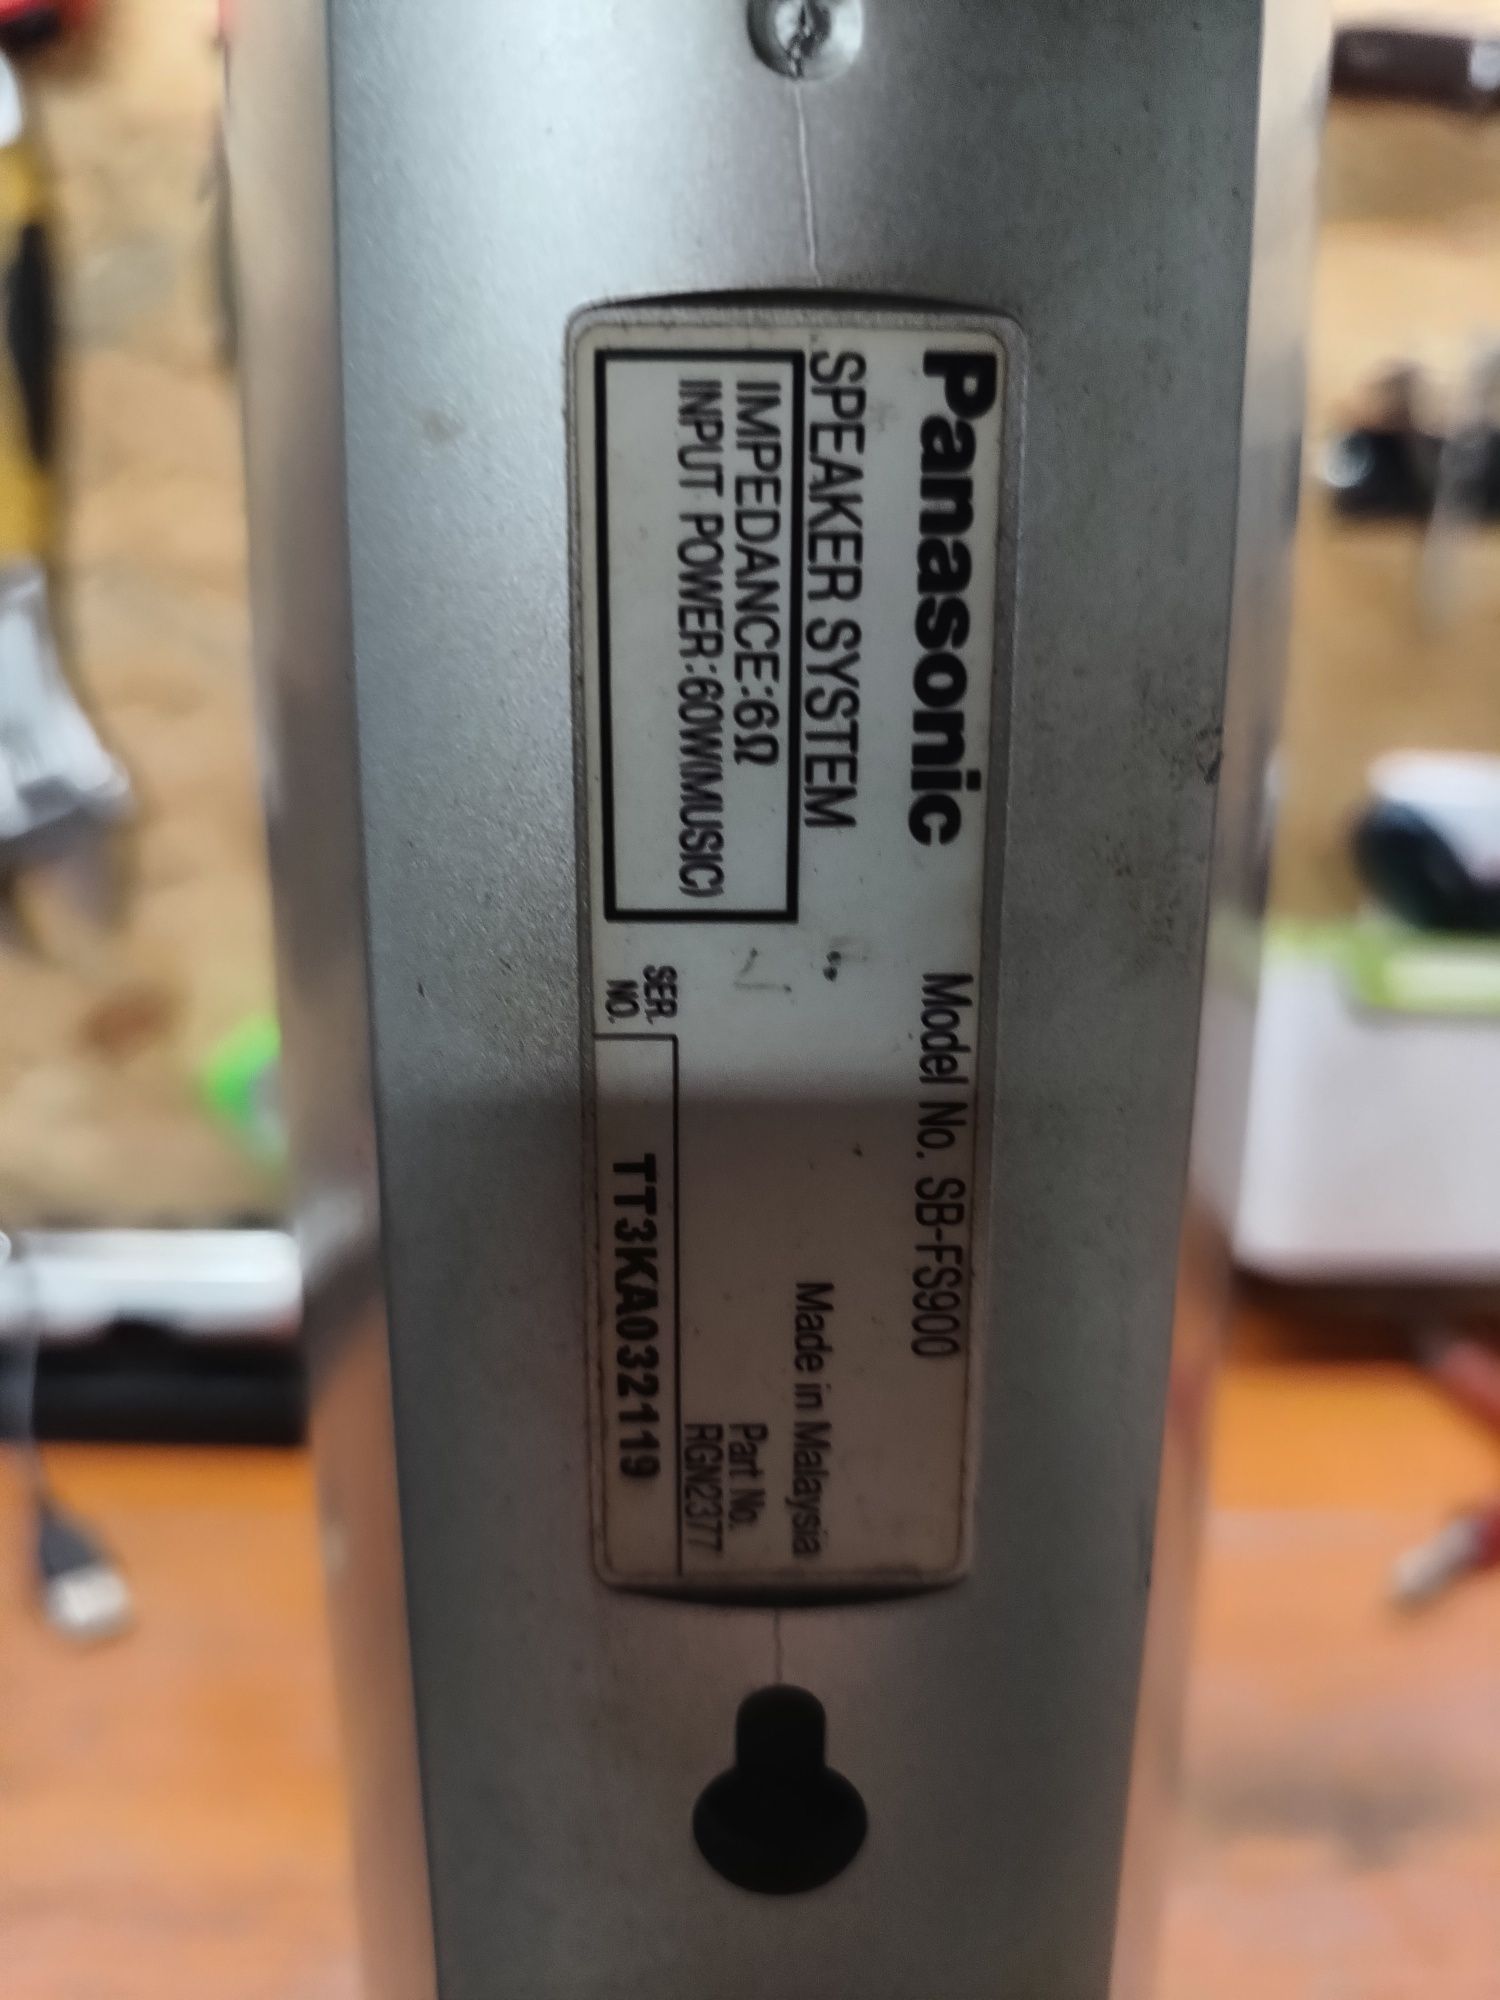 Panasonic Model No. SB-FS900
SPEAKER SYSTEM
IMPEDANCE:6Ω
INPUT POWER:60W(MUSIC)
Made in Malaysia
Part No.
RGN2377
SER.
NO.
TT3KA032119